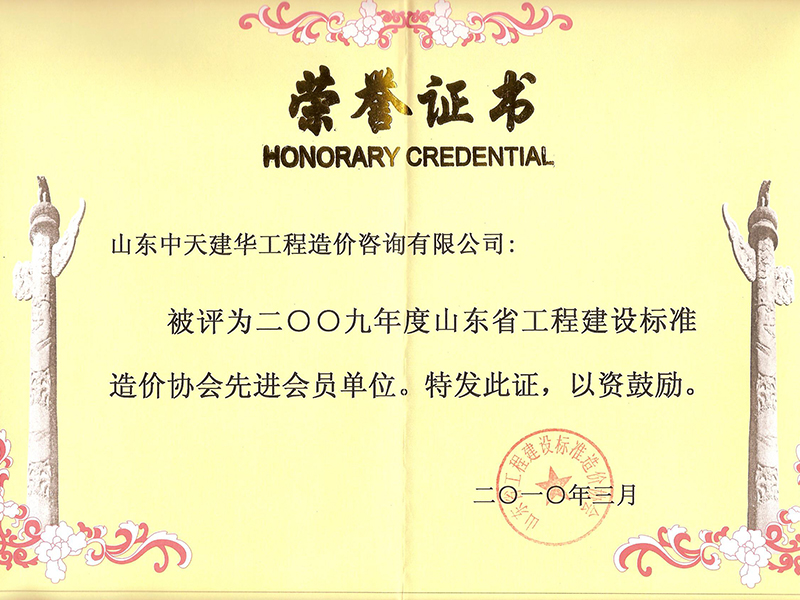 荣誉证书
HONORARY CREDENTIAL
山东中天建华工程造价咨询有限公司：
被评为二〇〇九年度山东省工程建设标准
造价协会先进会员单位。特发此证，以资鼓励。
山东省工程建设标准造价协会
二〇一〇年三月